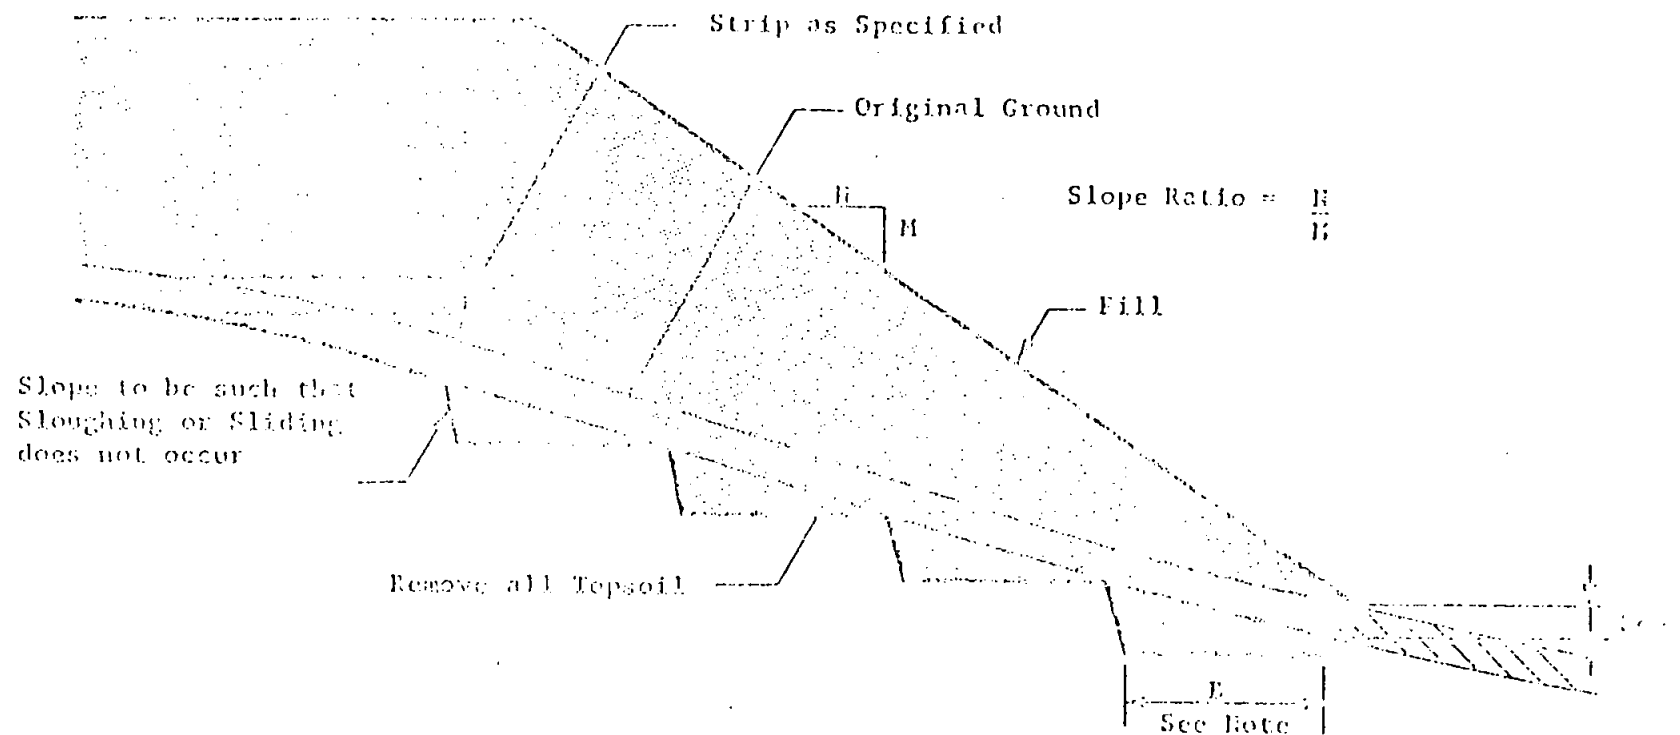 Strip as Specified
Original Ground
Slope Ratio =
M
Fill
Slope to be such that
Sloughing or Sliding
does not occur
Remove all Topsoil
See Note